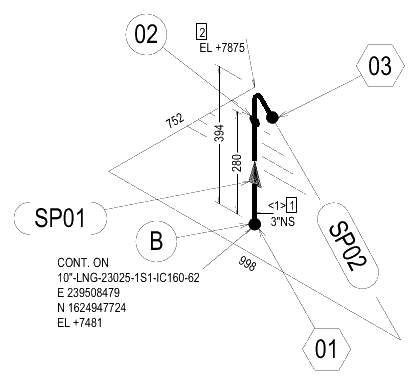 02
2
EL +7875
03
752
394
280
<1>1
3"NS
SP01
B
SP02
CONT. ON
10"-LNG-23025-1S1-IC160-62
E 239508479
N 1624947724
EL +7481
998
01